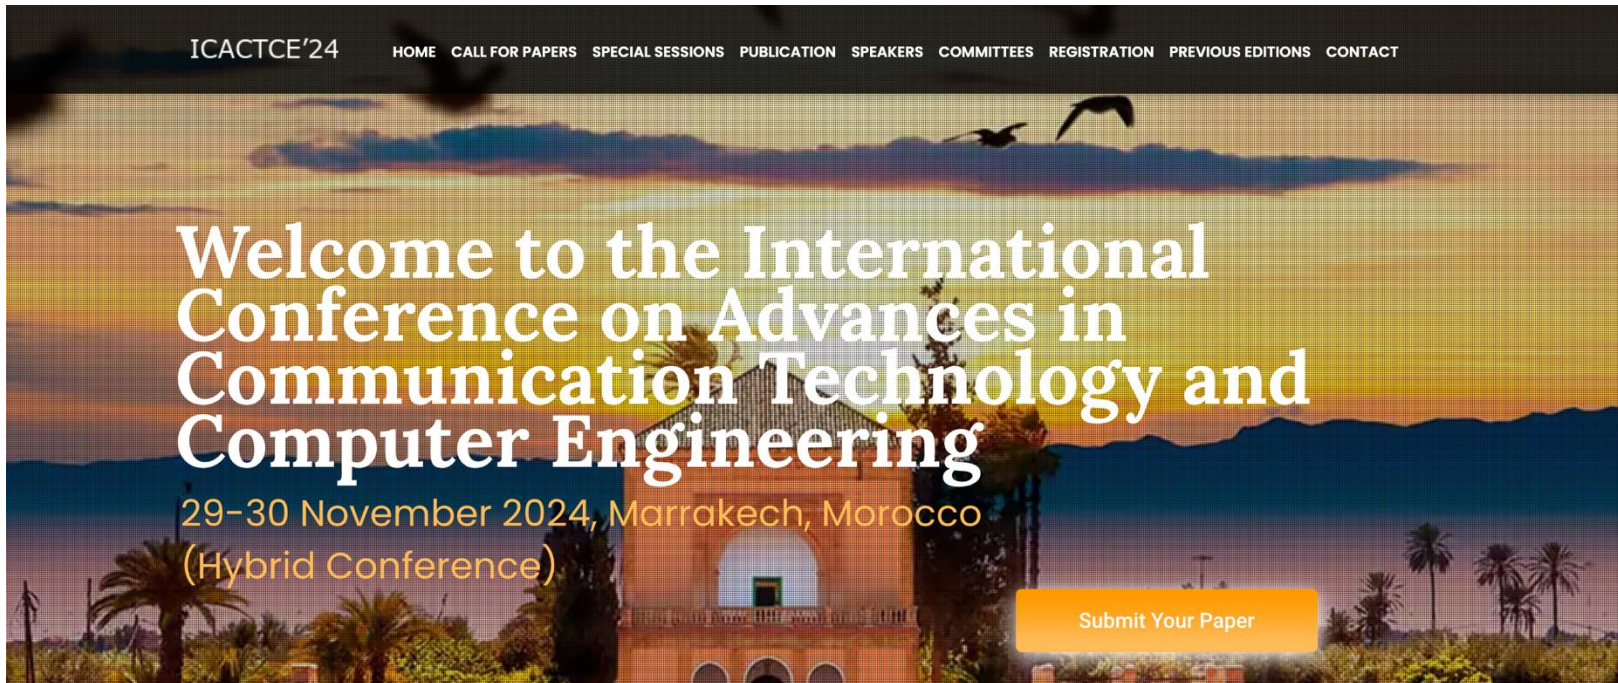 ICACTCE’24
HOME CALL FOR PAPERS SPECIAL SESSIONS PUBLICATION SPEAKERS COMMITTEES REGISTRATION PREVIOUS EDITIONS CONTACT
Welcome to the International
Conference on Advances in
Communication Technology and
Computer Engineering
29-30 November 2024, Marrakech, Morocco
(Hybrid Conference)
Submit Your Paper